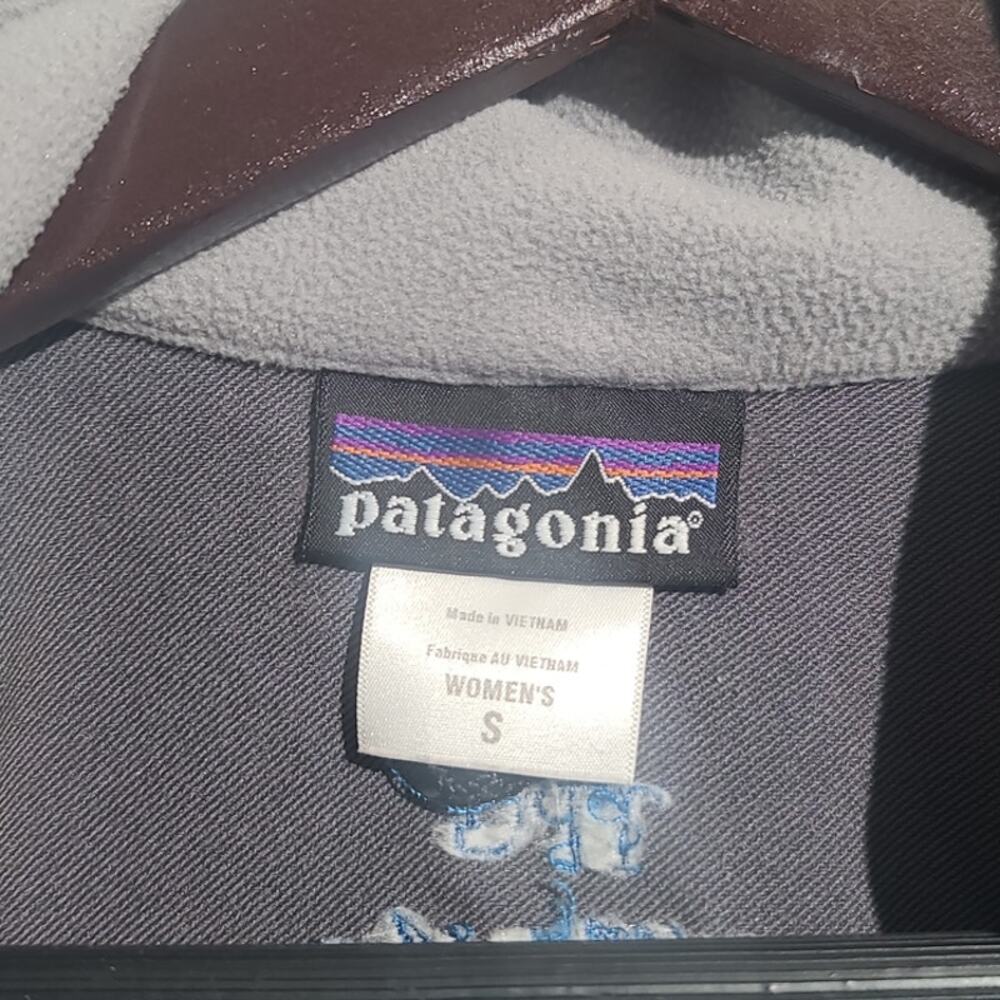 patagonia®
Made in VIETNAM
Fabriqué AU VIETNAM
WOMEN'S
S